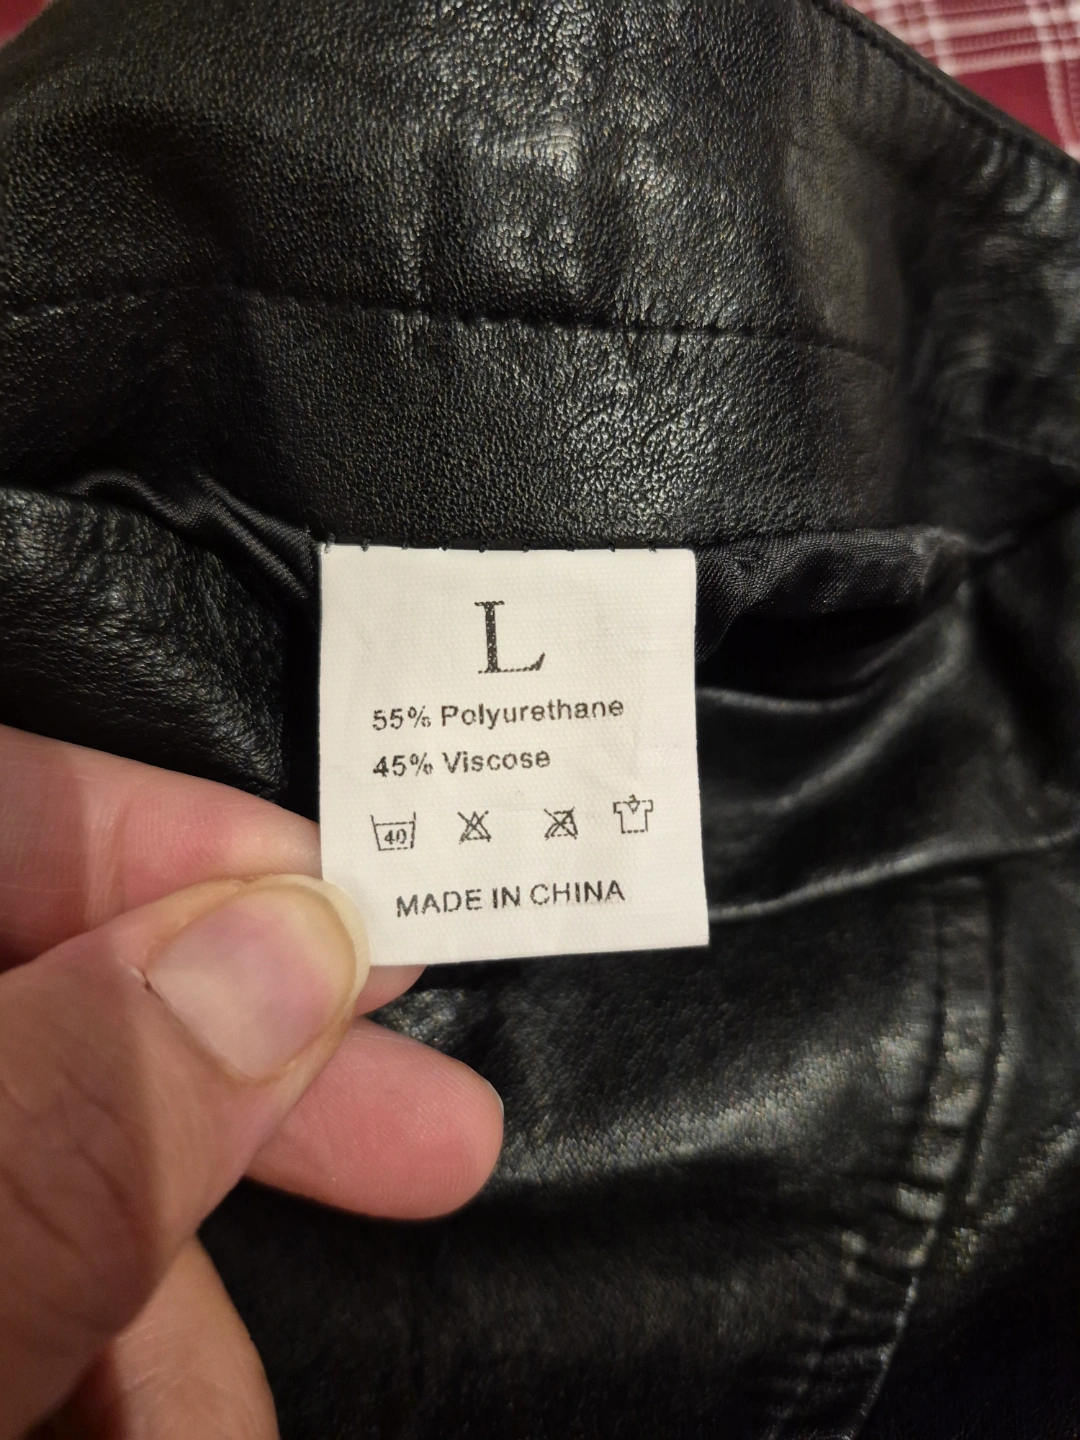 L
55% Polyurethane
45% Viscose
40
MADE IN CHINA